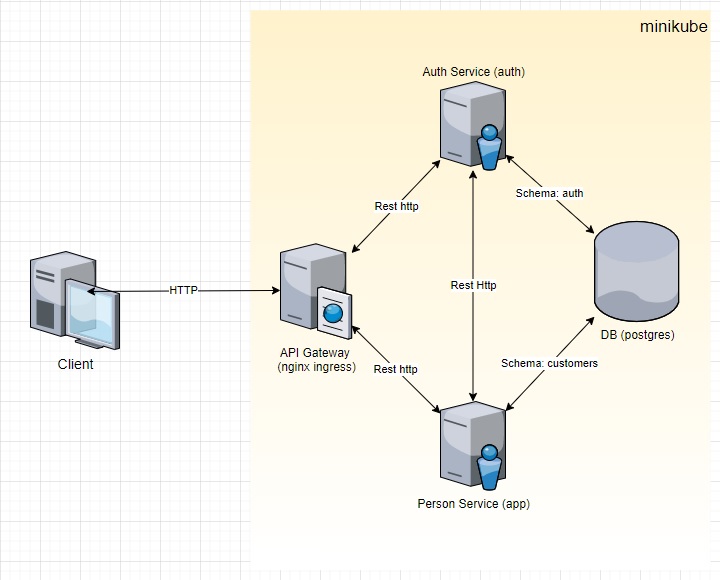 minikube
Auth Service (auth)
Rest http
Schema: auth
HTTP
Rest Http
API Gateway
(nginx ingress)
DB (postgres)
Client
Rest http
Schema: customers
Person Service (app)